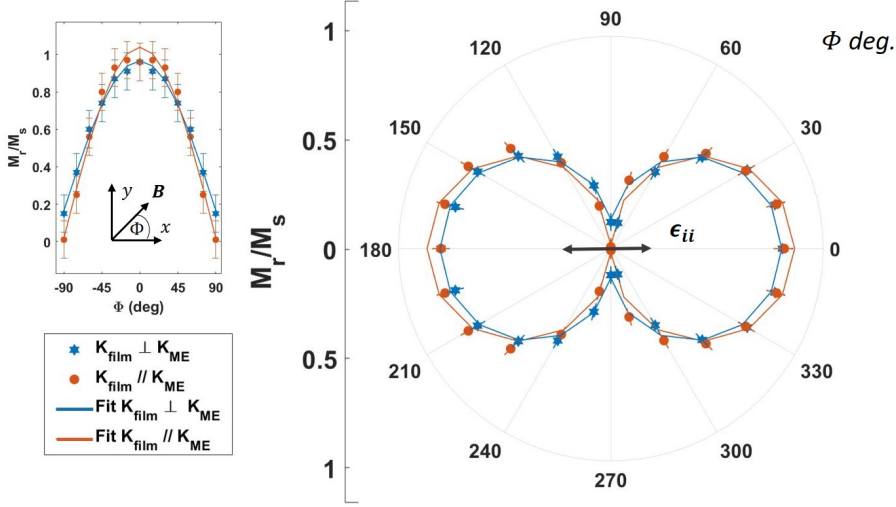 1
0.8
0.6
0.4
0.2
0
M_r/M_s
-90 -45 0 45 90
Φ (deg)
y
B
Φ
x
K_film ⊥ K_ME
K_film // K_ME
Fit K_film ⊥ K_ME
Fit K_film // K_ME
1
0.5
0
0.5
1
M_r/M_s
90
120
60
Φ deg.
150
30
180
0
ϵ_ii
210
330
240
300
270